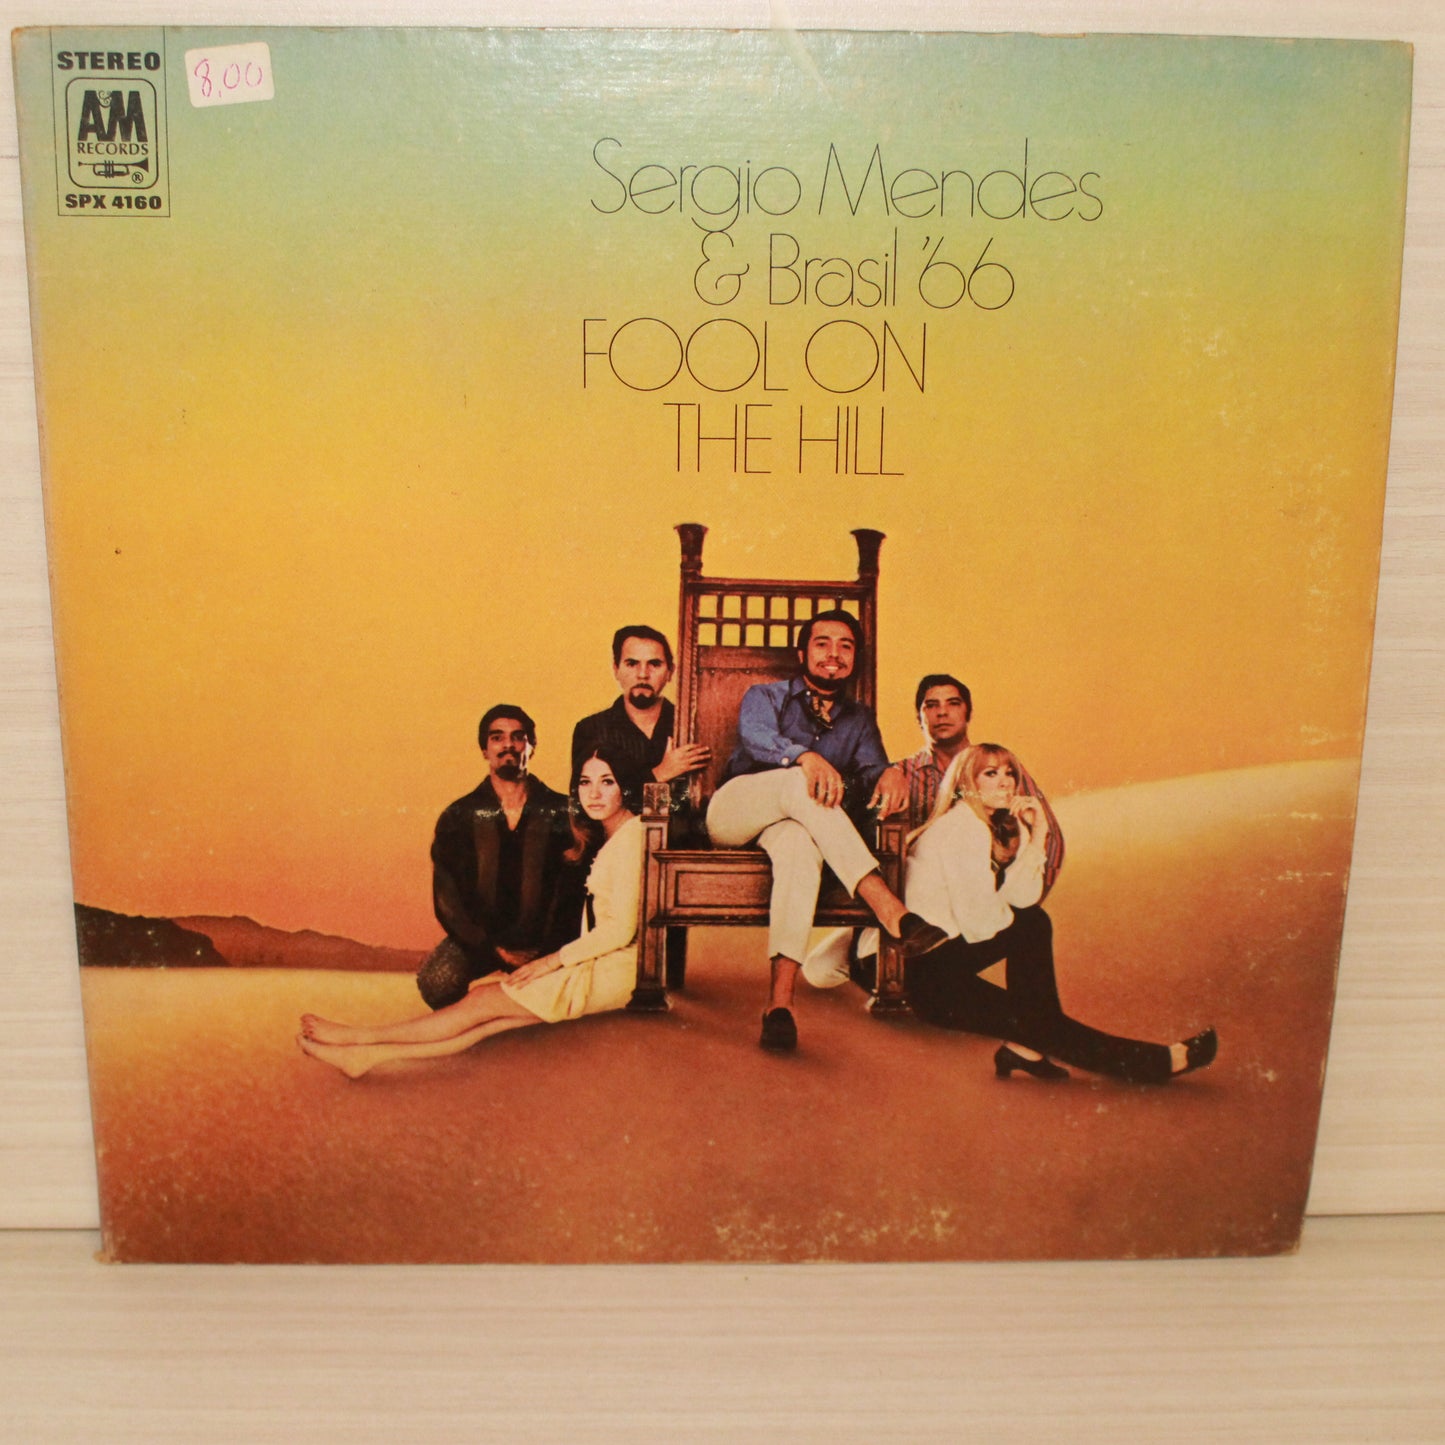 STEREO
A&M
RECORDS
®
SPX 4160
8.00
Sergio Mendes
& Brasil '66
FOOL ON
THE HILL